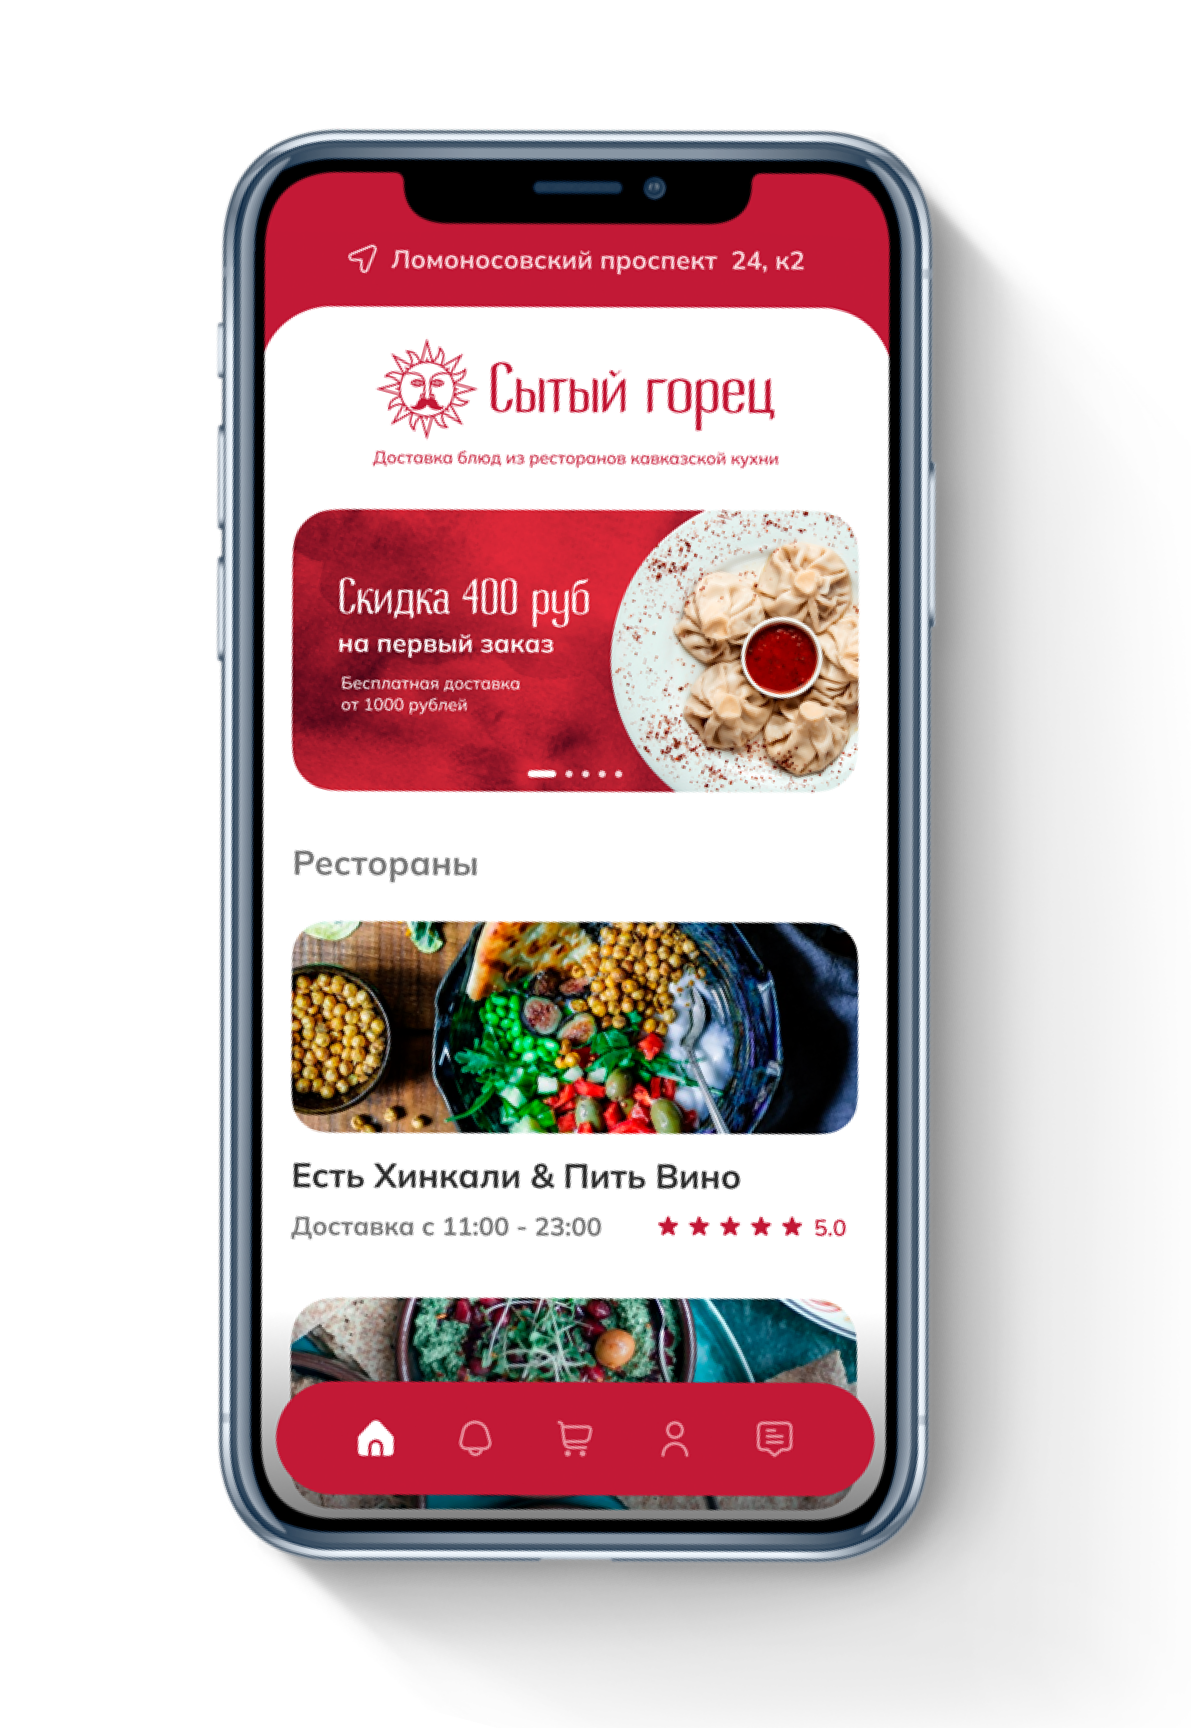 Ломоносовский проспект 24, к2
Сытый горец
Доставка блюд из ресторанов кавказской кухни
Скидка 400 руб
на первый заказ
Бесплатная доставка
от 1000 рублей
Рестораны
Есть Хинкали & Пить Вино
Доставка с 11:00 - 23:00 5.0